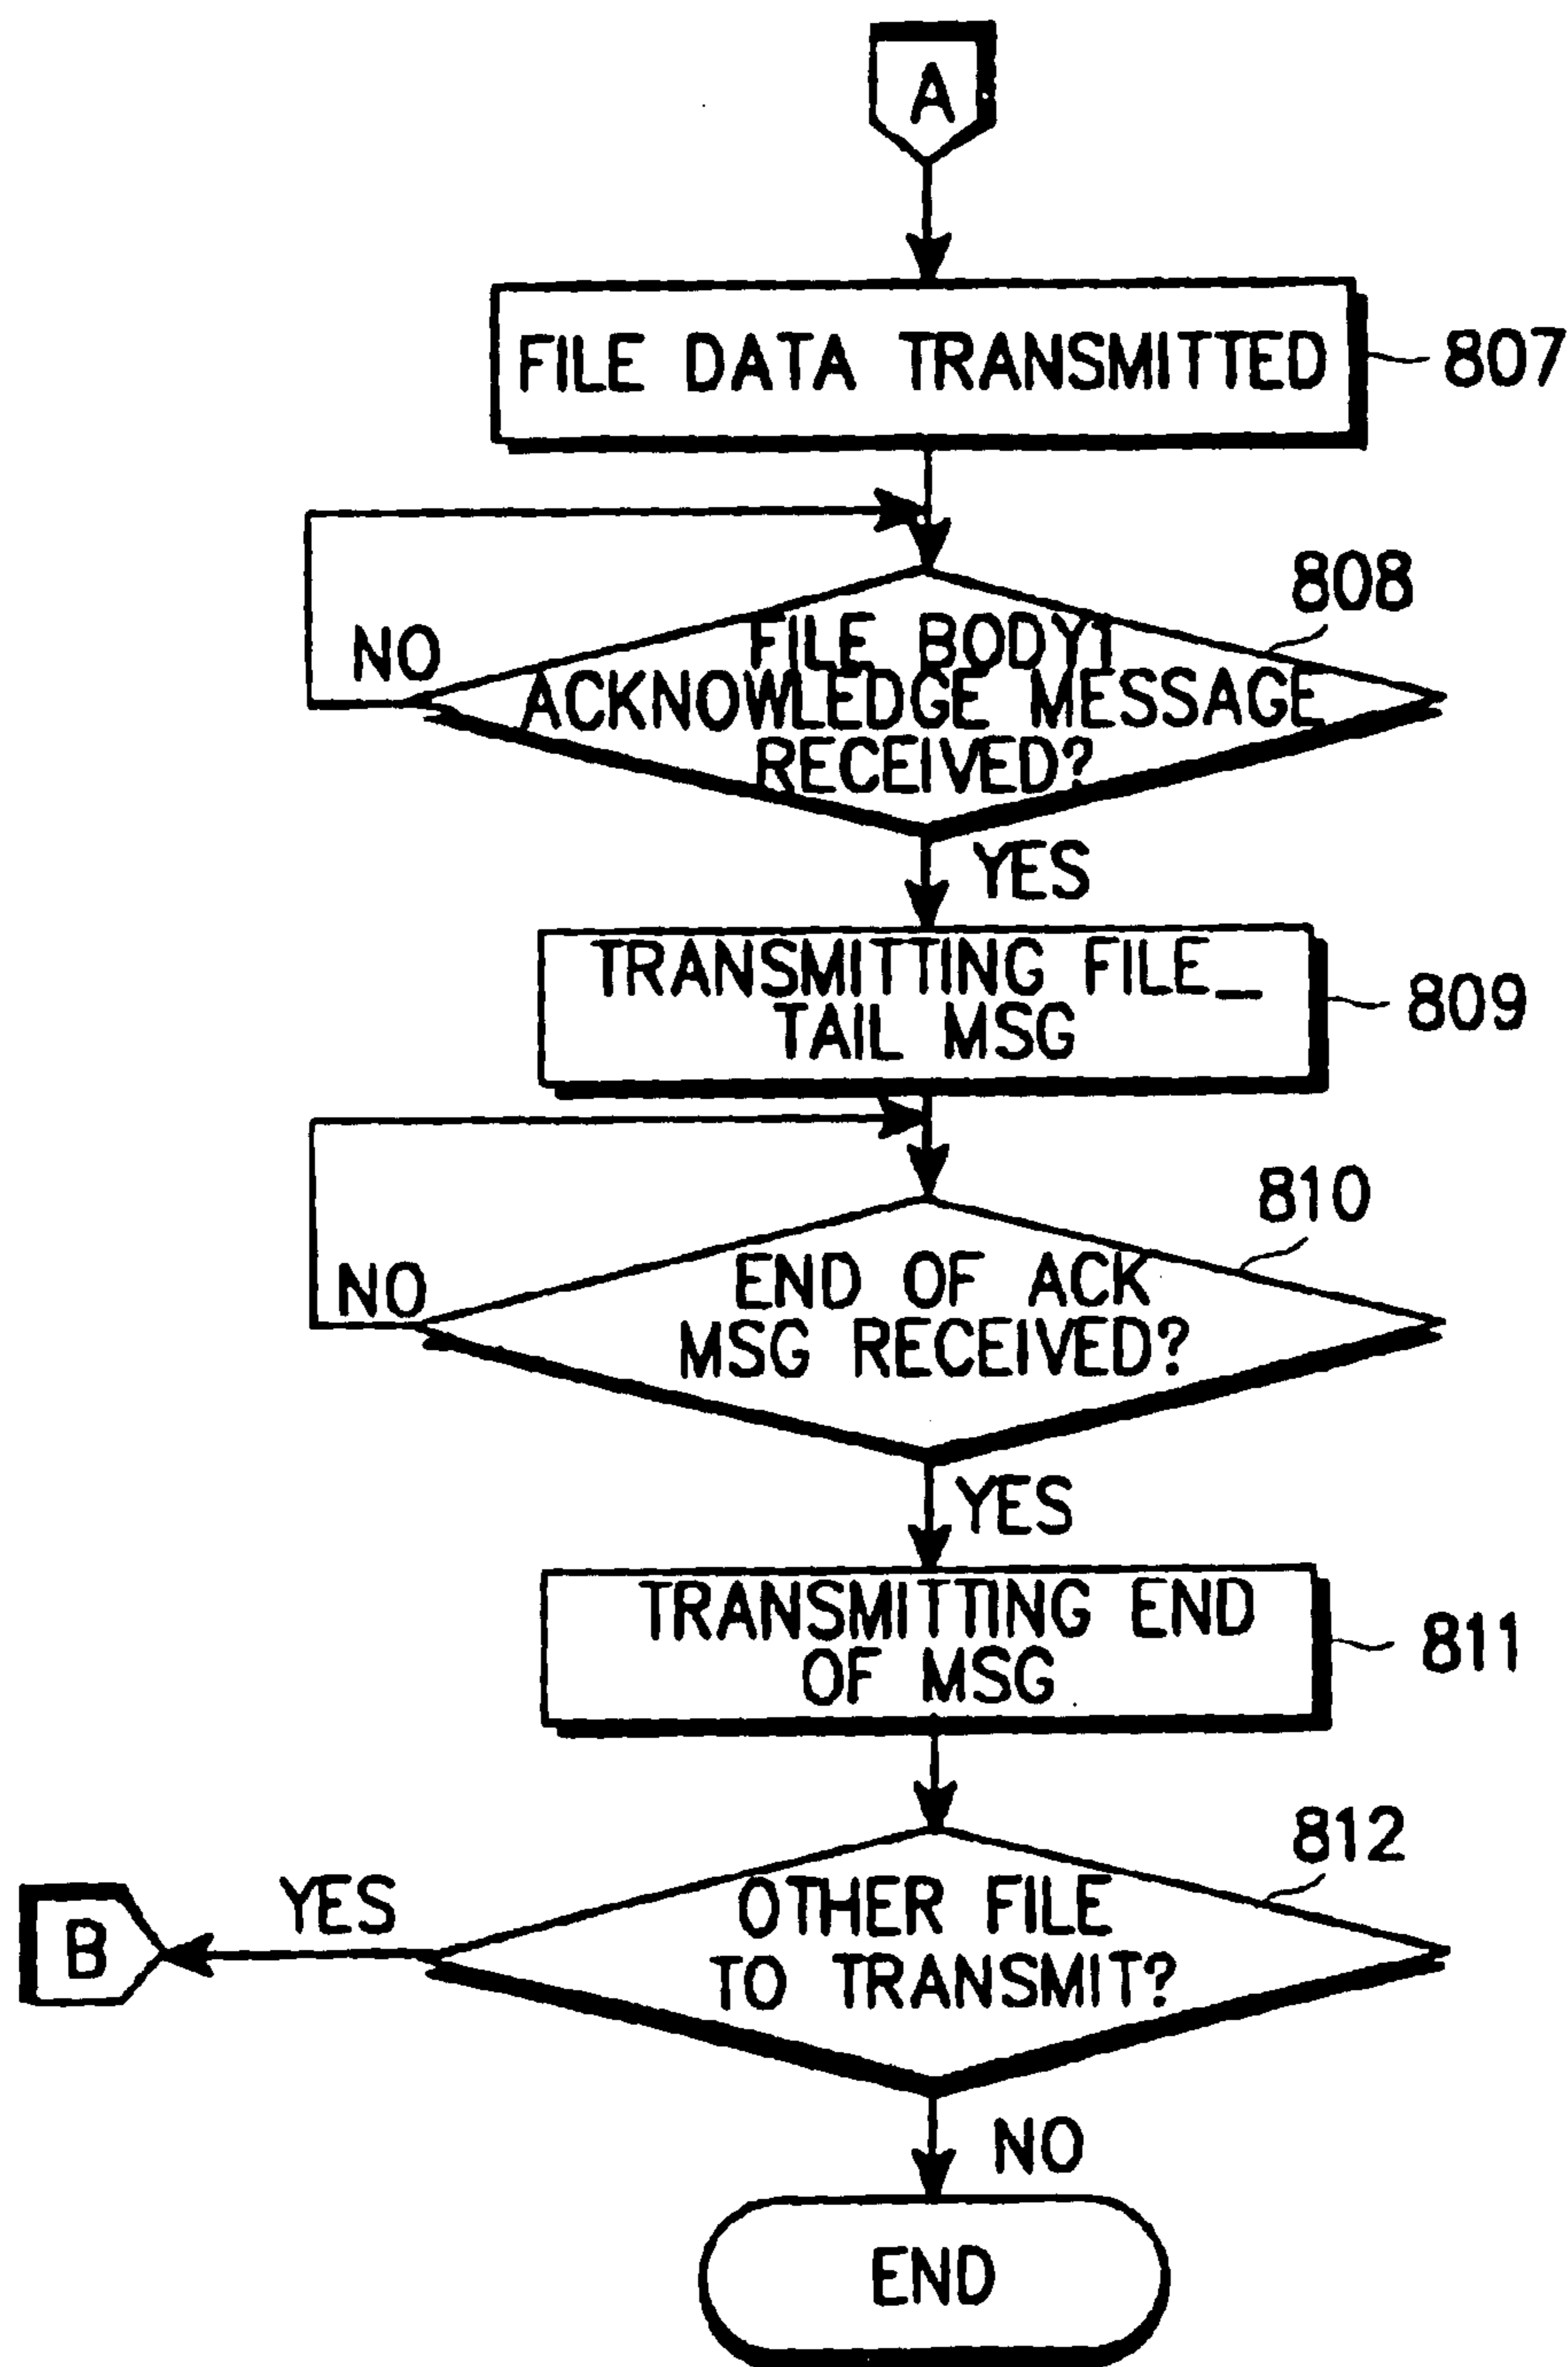 A
FILE DATA TRANSMITTED
807
808
NO
FILE BODY1
ACKNOWLEDGE MESSAGE
RECEIVED?
YES
TRANSMITTING FILE_
TAIL MSG
809
810
NO
END OF ACK
MSG RECEIVED?
YES
TRANSMITTING END
OF MSG
811
812
YES
B
OTHER FILE
TO TRANSMIT?
NO
END